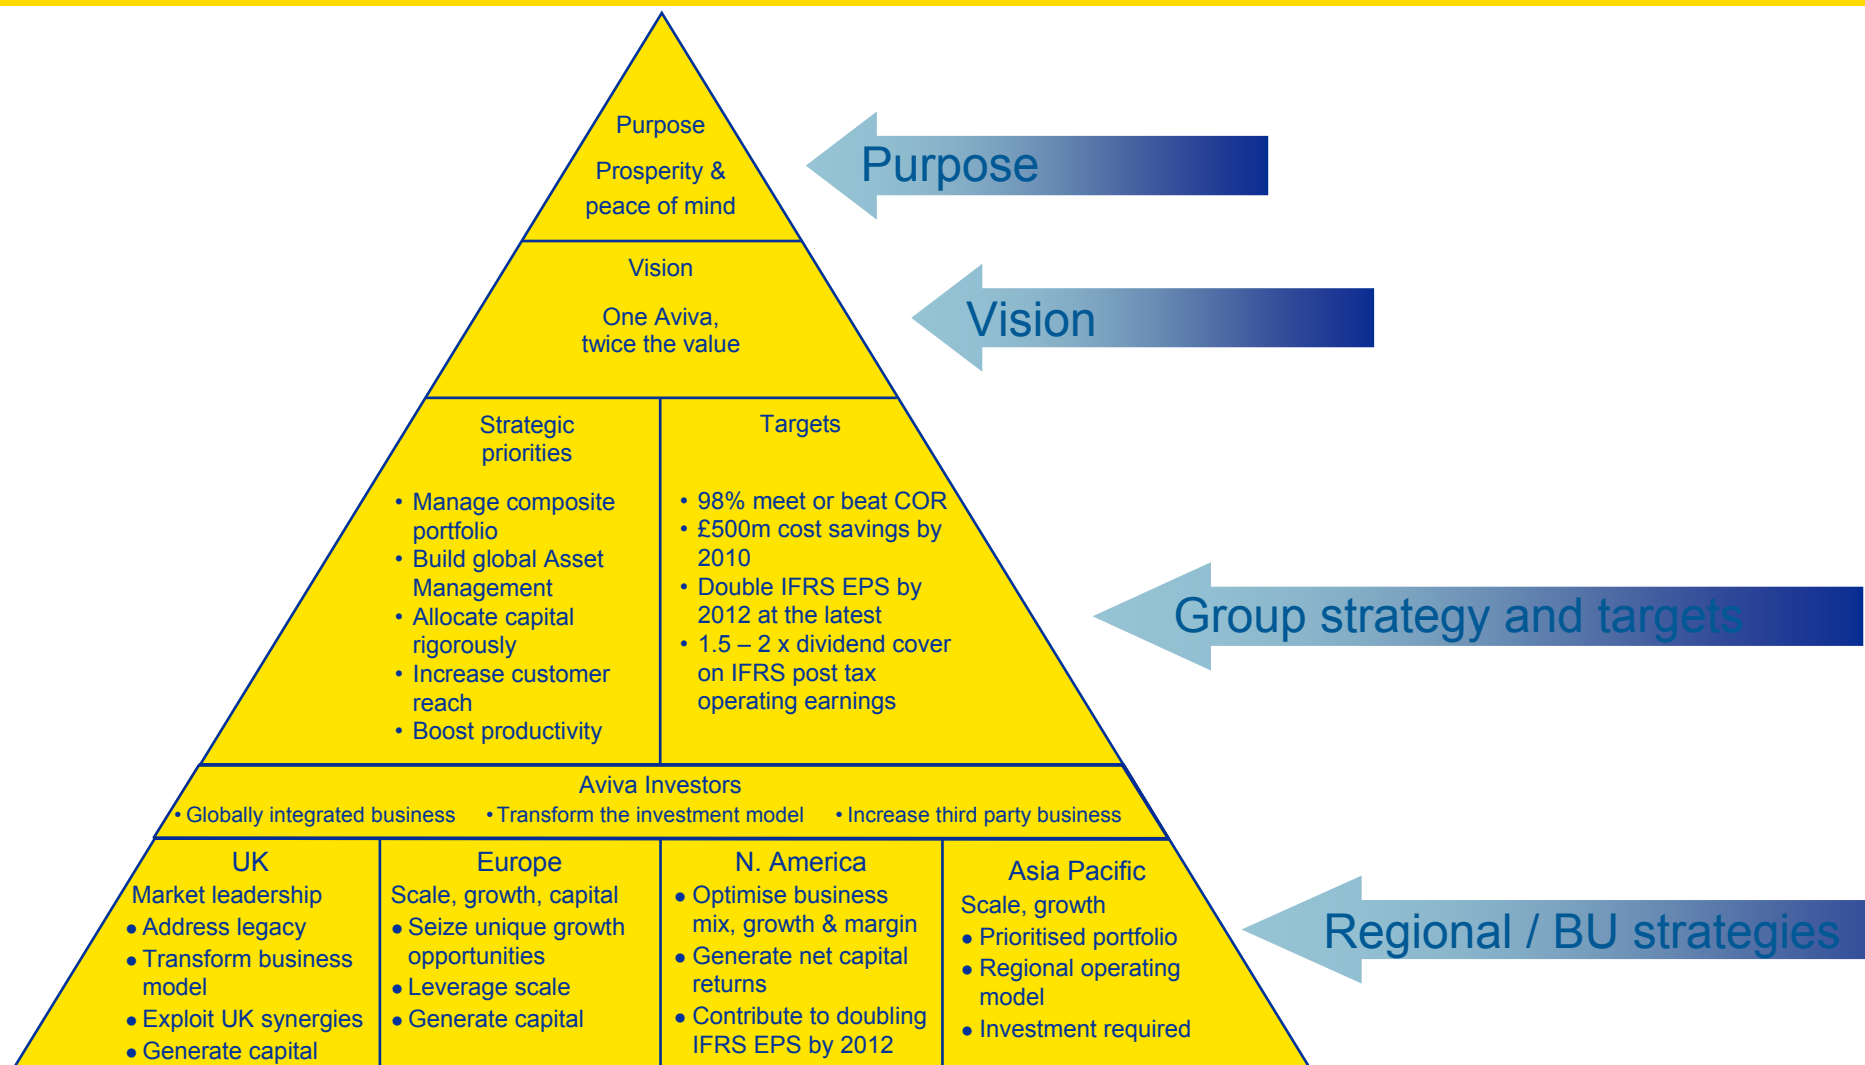 Purpose
Prosperity &
peace of mind
Purpose
Vision
One Aviva,
twice the value
Vision
Strategic
priorities
• Manage composite
portfolio
• Build global Asset
Management
• Allocate capital
rigorously
• Increase customer
reach
• Boost productivity
Targets
• 98% meet or beat COR
• £500m cost savings by
2010
• Double IFRS EPS by
2012 at the latest
• 1.5 – 2 x dividend cover
on IFRS post tax
operating earnings
Group strategy and targets
Aviva Investors
• Globally integrated business • Transform the investment model • Increase third party business
UK
Market leadership
• Address legacy
• Transform business
model
• Exploit UK synergies
• Generate capital
Europe
Scale, growth, capital
• Seize unique growth
opportunities
• Leverage scale
• Generate capital
N. America
• Optimise business
mix, growth & margin
• Generate net capital
returns
• Contribute to doubling
IFRS EPS by 2012
Asia Pacific
Scale, growth
• Prioritised portfolio
• Regional operating
model
• Investment required
Regional / BU strategies